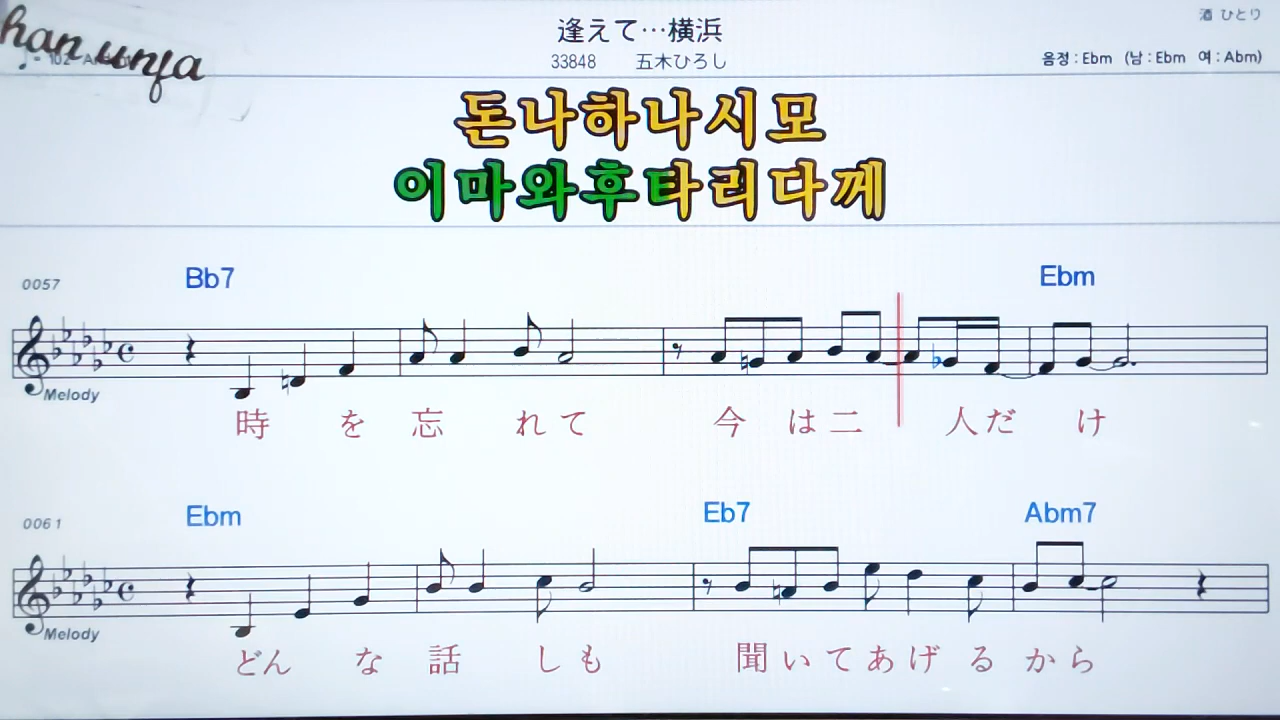 酒 ひとり
han unfa
逢えて…横浜
33848 五木ひろし
음정 : Ebm (남 : Ebm 여 : Abm)
돈나하나시모
이마와후타리다께
0057
Bb7 Ebm
Melody
時を忘れて 今は二人だけ
0061
Ebm Eb7 Abm7
Melody
どんな話しも 聞いてあげるから